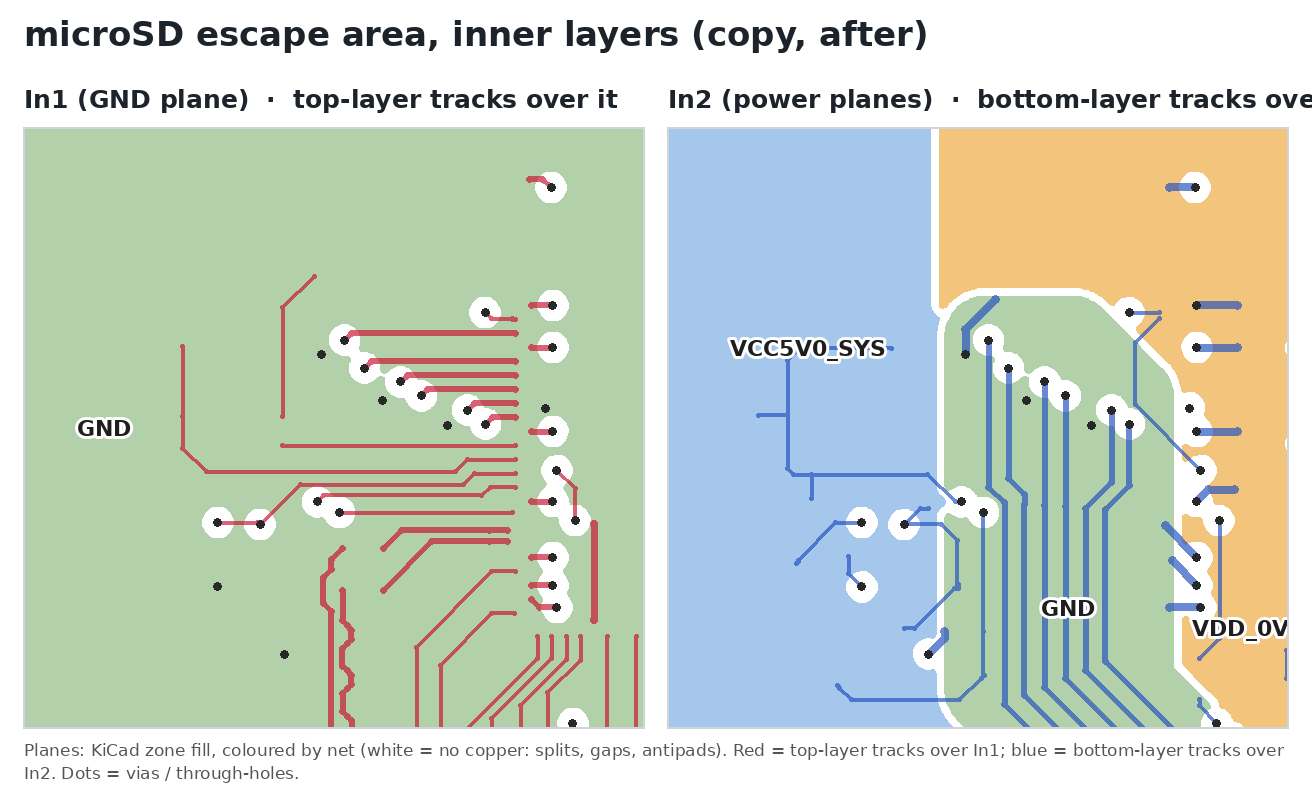 microSD escape area, inner layers (copy, after)
In1 (GND plane)  ·  top-layer tracks over it
In2 (power planes)  ·  bottom-layer tracks ove
GND
VCC5V0_SYS
GND
VDD_0V
Planes: KiCad zone fill, coloured by net (white = no copper: splits, gaps, antipads). Red = top-layer tracks over In1; blue = bottom-layer tracks over
In2. Dots = vias / through-holes.